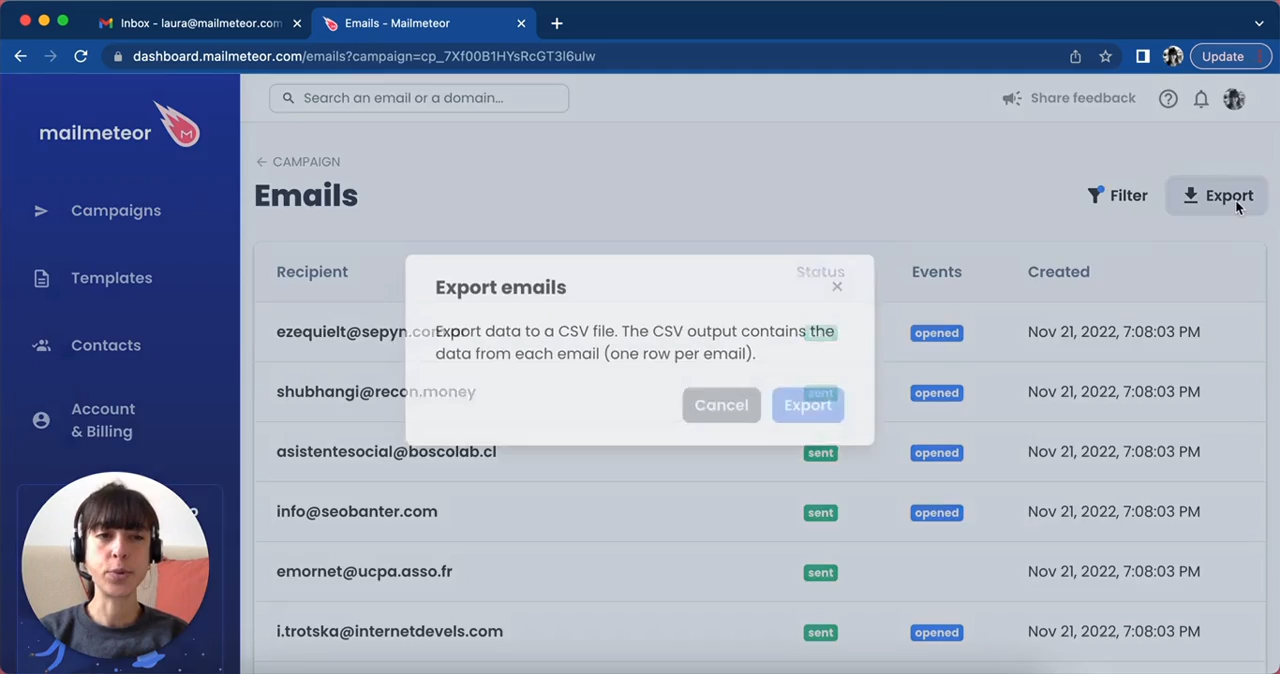 Inbox - laura@mailmeteor.com
Emails - Mailmeteor
dashboard.mailmeteor.com/emails?campaign=cp_7Xf00B1HYsRcGT3l6ulw
Update
mailmeteor
M
Search an email or a domain...
Share feedback
Campaigns
Templates
Contacts
Account
& Billing
← CAMPAIGN
Emails
Filter
Export
Recipient
Status
Events
Created
Export emails
Export data to a CSV file. The CSV output contains the
data from each email (one row per email).
Cancel
Export
opened
Nov 21, 2022, 7:08:03 PM
shubhangi@recon.money
sent
opened
Nov 21, 2022, 7:08:03 PM
asistentesocial@boscolab.cl
sent
opened
Nov 21, 2022, 7:08:03 PM
info@seobanter.com
sent
opened
Nov 21, 2022, 7:08:03 PM
emornet@ucpa.asso.fr
sent
Nov 21, 2022, 7:08:03 PM
i.trotska@internetdevels.com
sent
opened
Nov 21, 2022, 7:08:03 PM